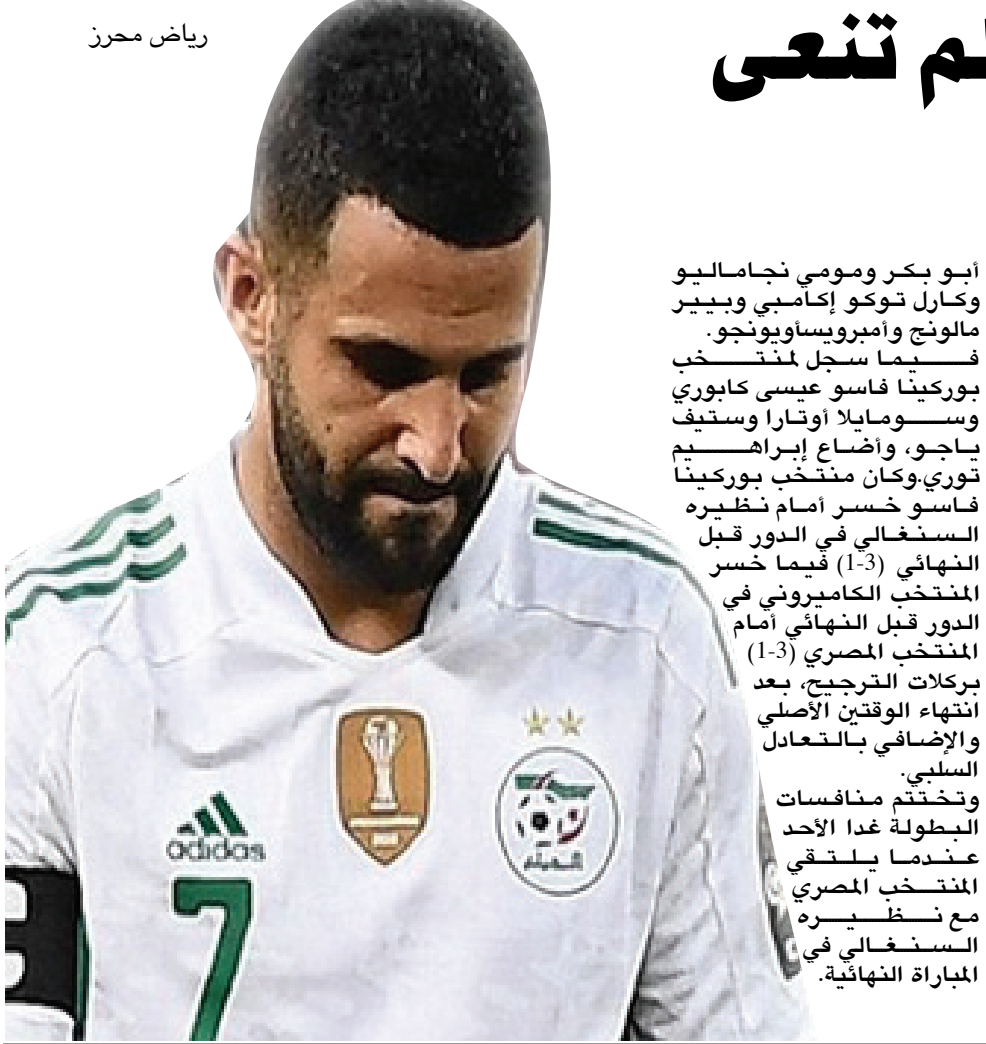 رياض محرز
لم تنعى
أبو بكر ومومي نجاماليو
وكارل توكو إكامبي وبيير
مالونج وأمبرويسأويونجو.
فيما سجل لمنتخب
بوركينا فاسو عيسى كابوري
وسومايلا أوتارا وستيف
ياجو، وأضاع إبراهيم
توري.وكان منتخب بوركينا
فاسو خسر أمام نظيره
السنغالي في الدور قبل
النهائي (3-1) فيما خسر
المنتخب الكاميروني في
الدور قبل النهائي أمام
المنتخب المصري (3-1)
بركلات الترجيح، بعد
انتهاء الوقتين الأصلي
والإضافي بالتعادل
السلبي.
وتختتم منافسات
البطولة غدا الأحد
عندما يلتقي
المنتخب المصري
مع نظيره
السنغالي في
المباراة النهائية.
adidas
7